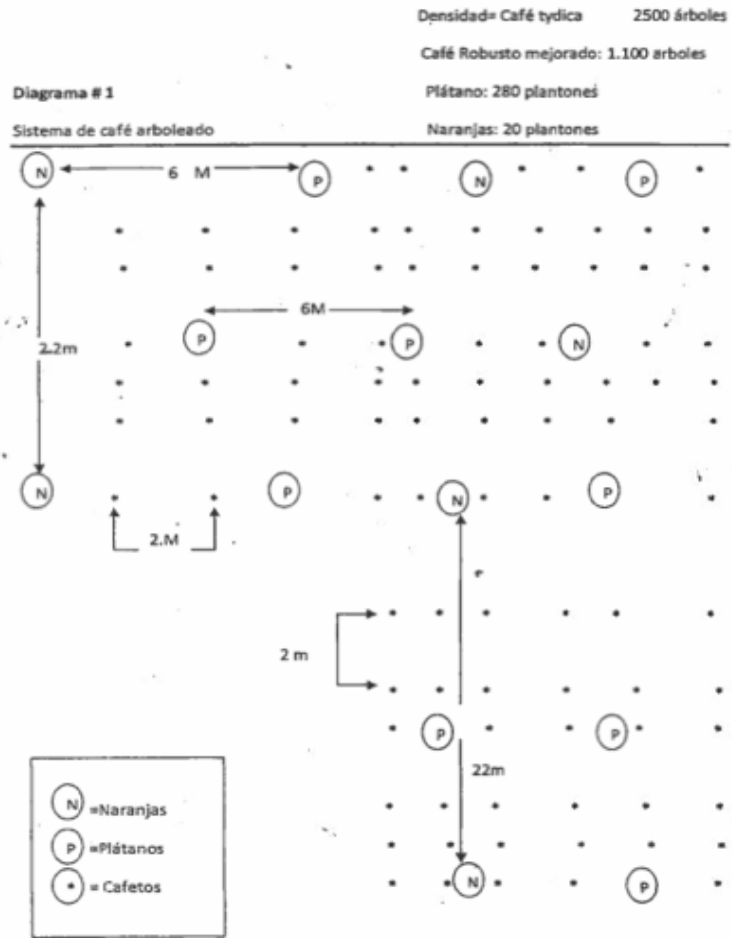 Densidad= Café tydica 2500 árboles
Café Robusto mejorado: 1.100 arboles
Diagrama # 1
Plátano: 280 plantones
Sistema de café arboleado
Naranjas: 20 plantones
N
6 M
P
N
P
6M
P
P
N
2.2m
N
P
N
P
2.M
2 m
P
P
22m
N
P
N =Naranjas
P =Plátanos
• = Cafetos